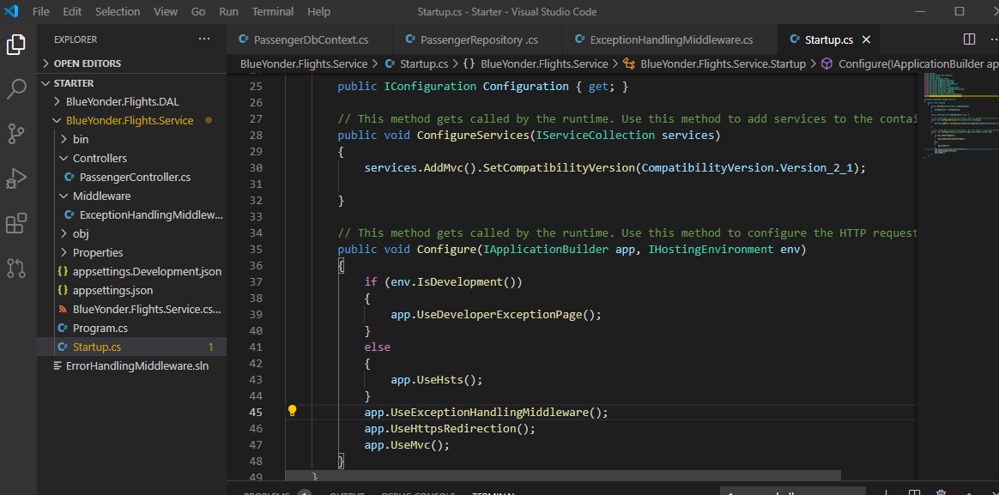 File Edit Selection View Go Run Terminal Help Startup.cs - Starter - Visual Studio Code
EXPLORER
OPEN EDITORS
STARTER
BlueYonder.Flights.DAL
BlueYonder.Flights.Service
bin
Controllers
C# PassengerController.cs
Middleware
C# ExceptionHandlingMiddlew...
obj
Properties
{} appsettings.Development.json
{} appsettings.json
BlueYonder.Flights.Service.cs...
C# Program.cs
C# Startup.cs 1
ErrorHandlingMiddleware.sln
C# PassengerDbContext.cs C# PassengerRepository .cs C# ExceptionHandlingMiddleware.cs C# Startup.cs
BlueYonder.Flights.Service > C# Startup.cs > {} BlueYonder.Flights.Service > BlueYonder.Flights.Service.Startup > Configure(IApplicationBuilder ap
25 public IConfiguration Configuration { get; }
26
27 // This method gets called by the runtime. Use this method to add services to the contai
28 public void ConfigureServices(IServiceCollection services)
29 {
30 services.AddMvc().SetCompatibilityVersion(CompatibilityVersion.Version_2_1);
31
32 }
33
34 // This method gets called by the runtime. Use this method to configure the HTTP request
35 public void Configure(IApplicationBuilder app, IHostingEnvironment env)
36 {
37 if (env.IsDevelopment())
38 {
39 app.UseDeveloperExceptionPage();
40 }
41 else
42 {
43 app.UseHsts();
44 }
45 app.UseExceptionHandlingMiddleware();
46 app.UseHttpsRedirection();
47 app.UseMvc();
48 }
49 }
PROBLEMS 1 OUTPUT DEBUG CONSOLE TERMINAL